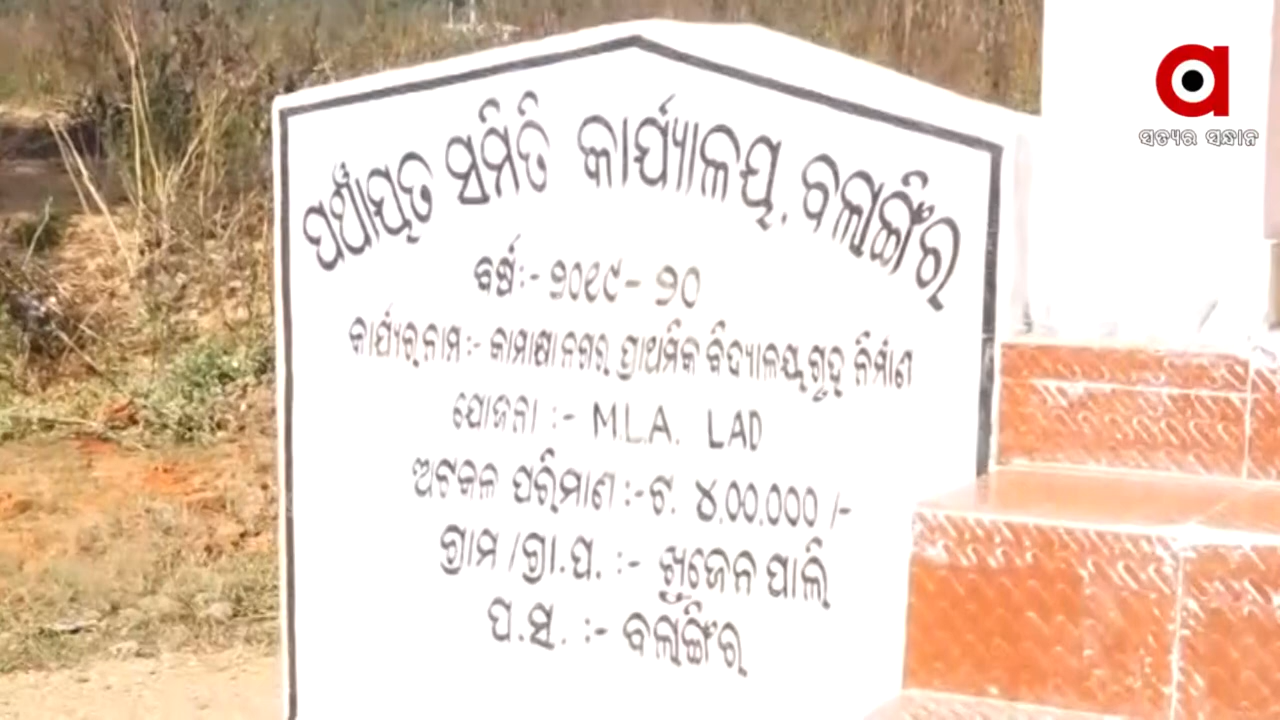 ପଞ୍ଚାୟତ ସମିତି କାର୍ଯ୍ୟାଳୟ, ବଲାଙ୍ଗିର
ବର୍ଷ:- ୨୦୧୯-୨୦
କାର୍ଯ୍ୟର ନାମ:- କାମାକ୍ଷାନଗର ପ୍ରାଥମିକ ବିଦ୍ୟାଳୟ ଗୃହ ନିର୍ମାଣ
ଯୋଜନା :- M.L.A. LAD
ଅଟକଳ ପରିମାଣ :- ଟ. ୪,୦୦,୦୦୦/-
ଗ୍ରାମ /ଗ୍ରା.ପ. :- ଖୁଜେନପାଲି
ପ.ସ. :- ବଲାଙ୍ଗିର
a
ସତ୍ୟର ସନ୍ଧାନ